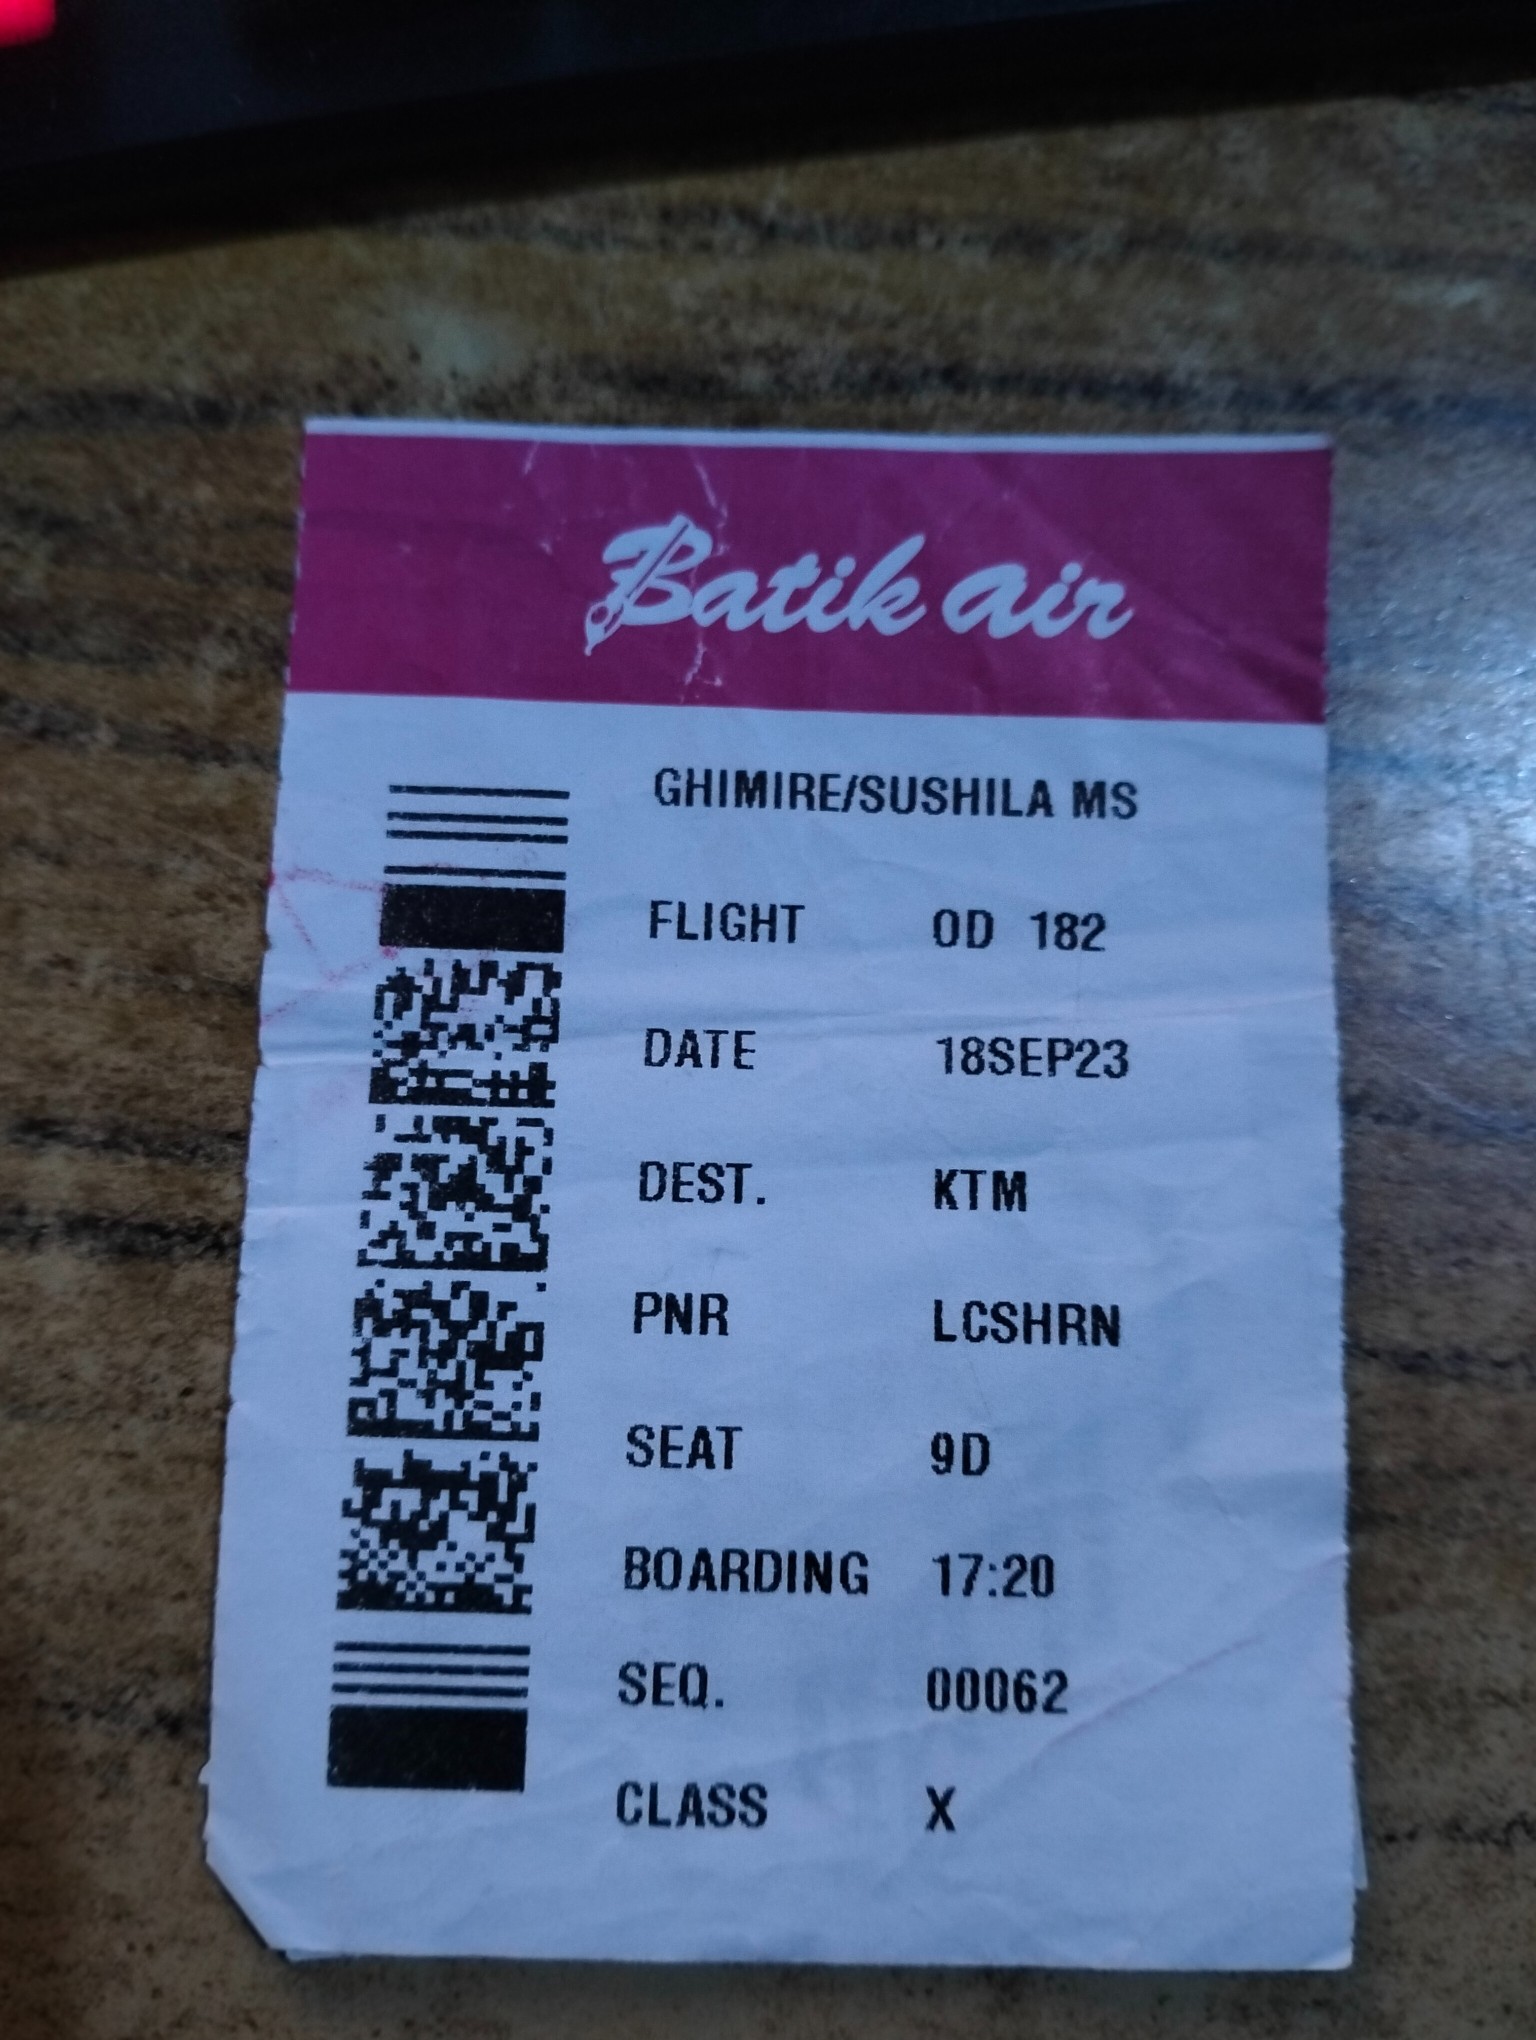 Batik air
GHIMIRE/SUSHILA MS
FLIGHT OD 182
DATE 18SEP23
DEST. KTM
PNR LCSHRN
SEAT 9D
BOARDING 17:20
SEQ. 00062
CLASS X